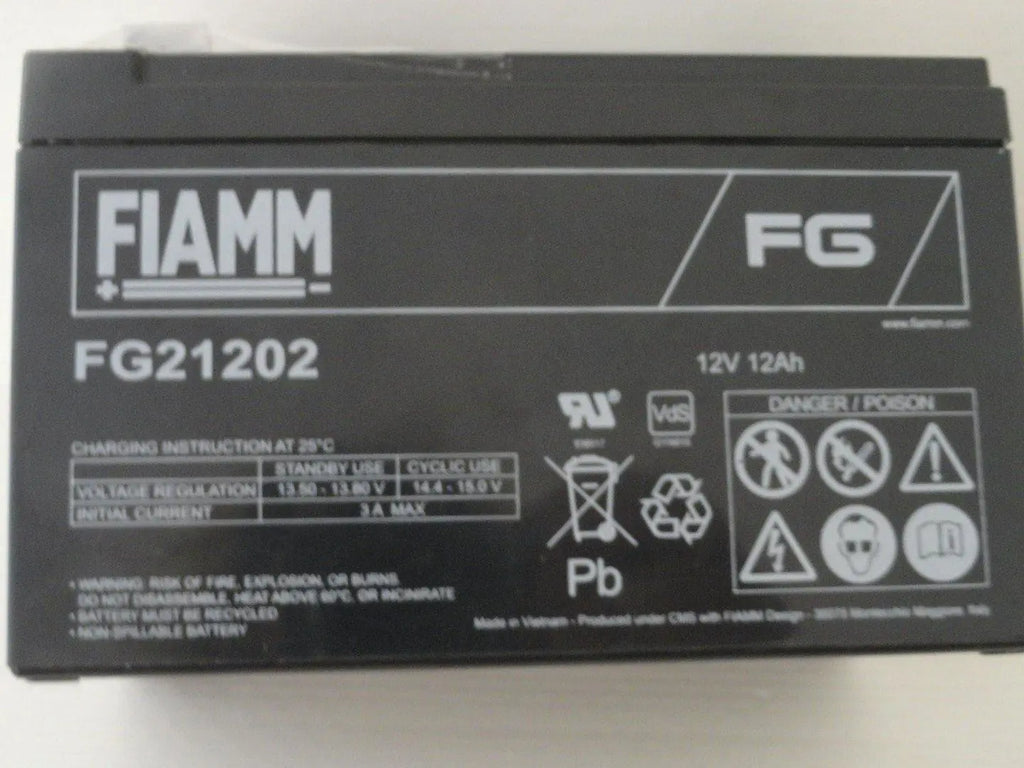 FIAMM
FG
www.fiamm.com
FG21202
12V 12Ah
CHARGING INSTRUCTION AT 25°C
STANDBY USE CYCLIC USE
VOLTAGE REGULATION 13.50 - 13.80 V 14.4 - 15.0 V
INITIAL CURRENT 3 A MAX
VdS
DANGER / POISON
Pb
• WARNING: RISK OF FIRE, EXPLOSION, OR BURNS.
DO NOT DISASSEMBLE, HEAT ABOVE 60°C, OR INCINERATE
• BATTERY MUST BE RECYCLED
• NON SPILLABLE BATTERY
Made in Vietnam - Produced under CMS with FIAMM Design - Montecchio Maggiore, Italy